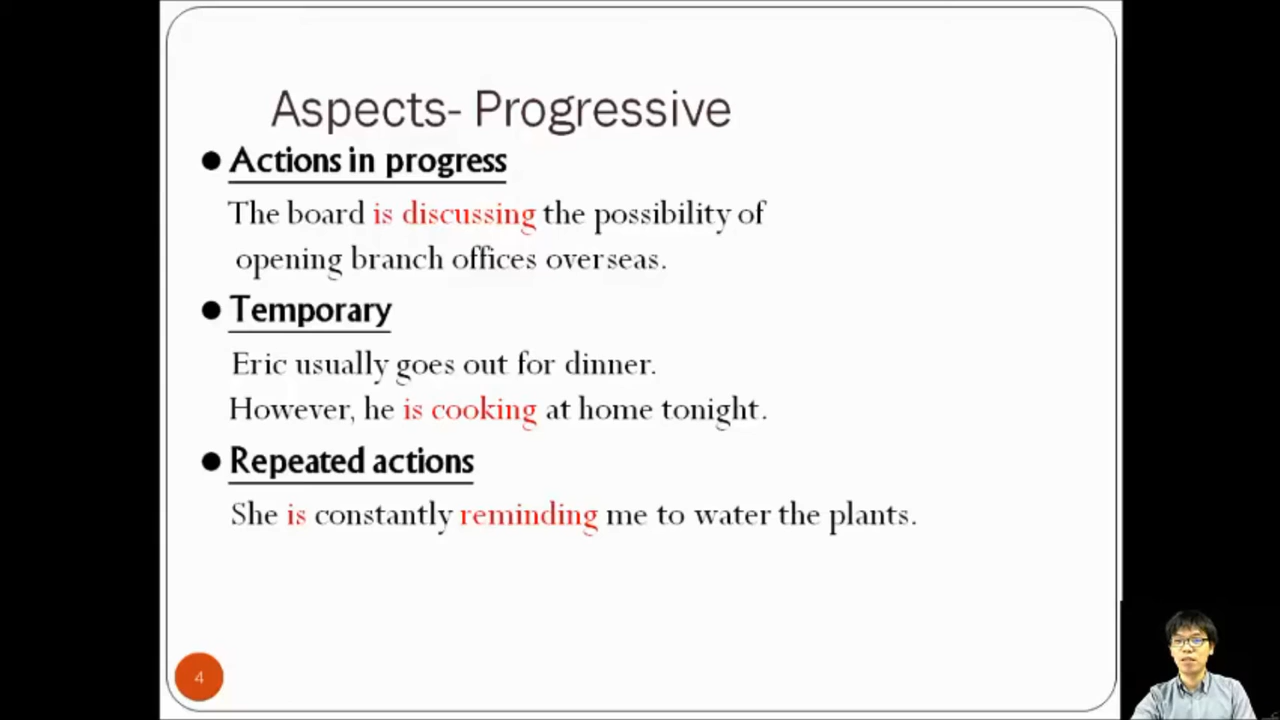 Aspects- Progressive
● Actions in progress
The board is discussing the possibility of
opening branch offices overseas.
● Temporary
Eric usually goes out for dinner.
However, he is cooking at home tonight.
● Repeated actions
She is constantly reminding me to water the plants.
4